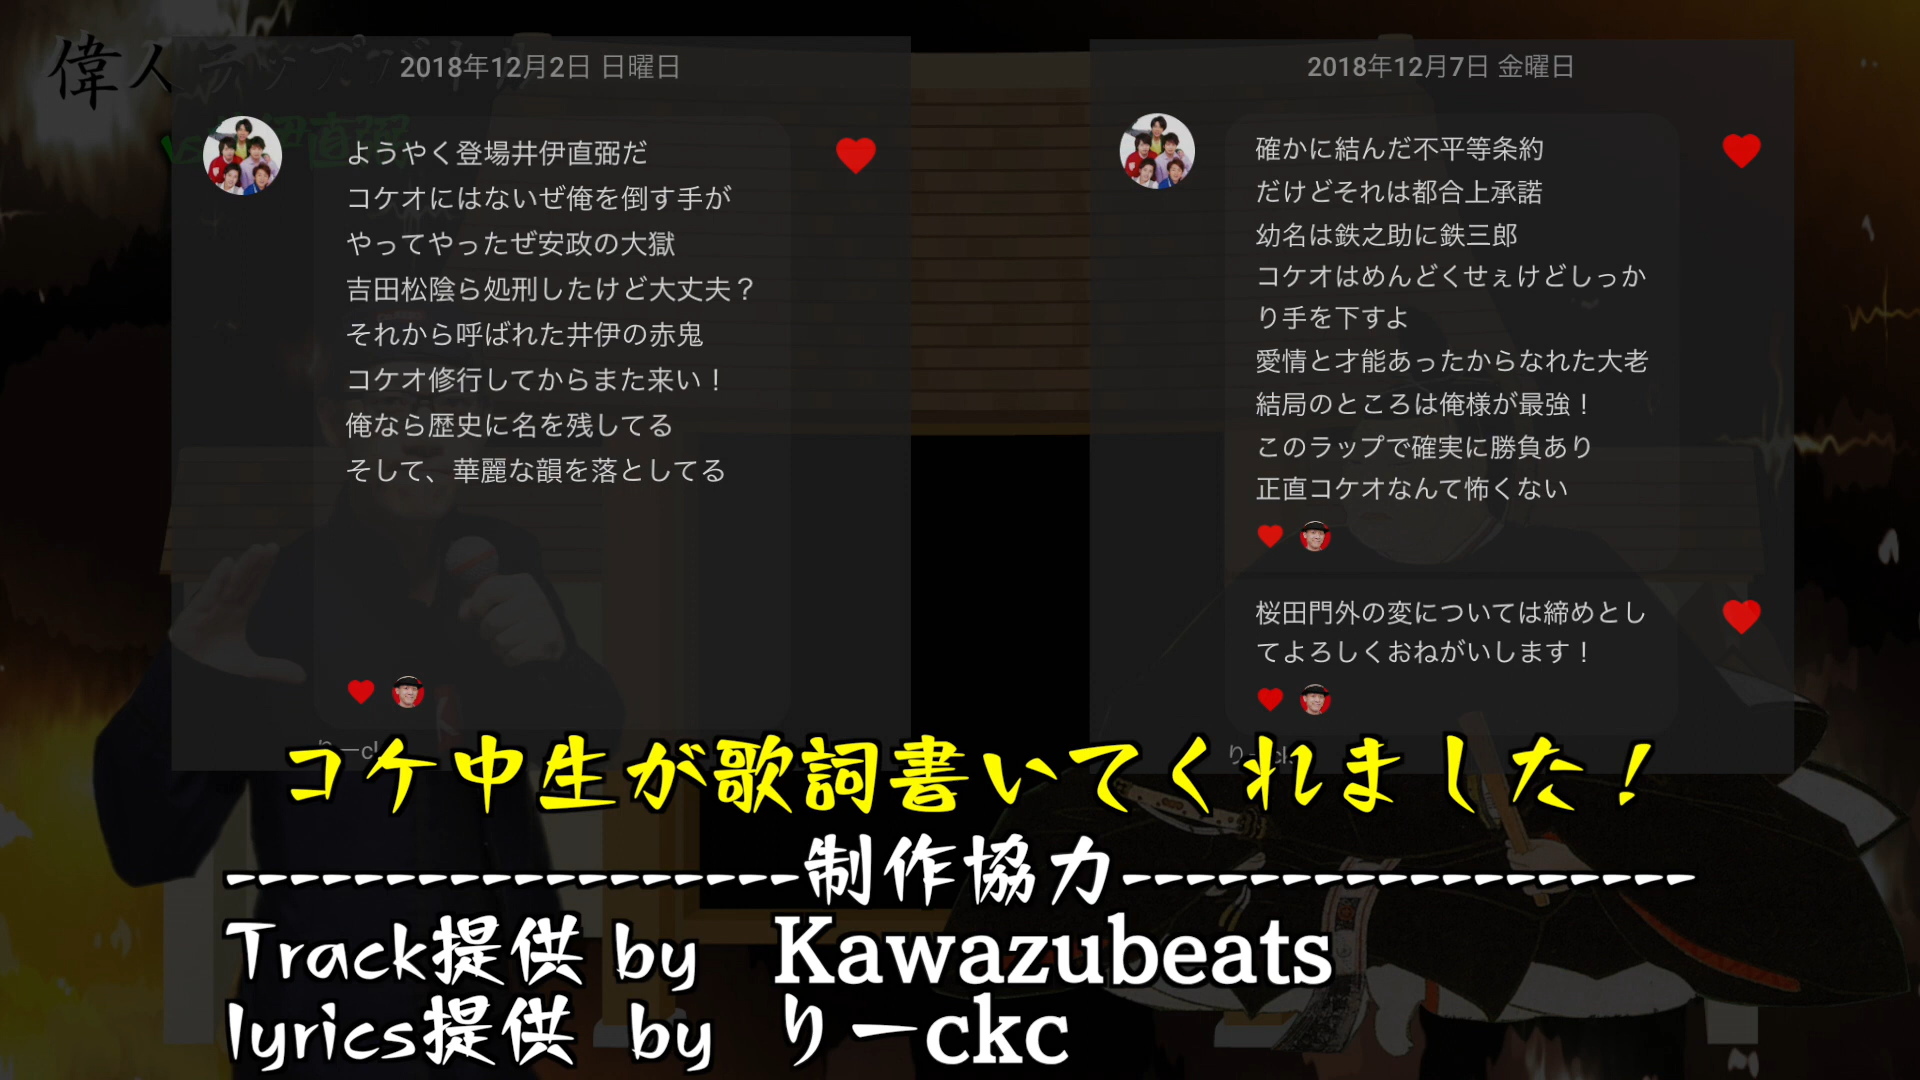 偉人ラップバトル
vs井伊直弼
2018年12月2日 日曜日
ようやく登場井伊直弼だ
コケオにはないぜ俺を倒す手が
やってやったぜ安政の大獄
吉田松陰ら処刑したけど大丈夫？
それから呼ばれた井伊の赤鬼
コケオ修行してからまた来い！
俺なら歴史に名を残してる
そして、華麗な韻を落としてる
2018年12月7日 金曜日
確かに結んだ不平等条約
だけどそれは都合上承諾
幼名は鉄之助に鉄三郎
コケオはめんどくせぇけどしっか
り手を下すよ
愛情と才能あったからなれた大老
結局のところは俺様が最強！
このラップで確実に勝負あり
正直コケオなんて怖くない
桜田門外の変については締めとし
てよろしくおねがいします！
コケ中生が歌詞書いてくれました！
------------------制作協力------------------
Track提供 by Kawazubeats
lyrics提供 by りーckc